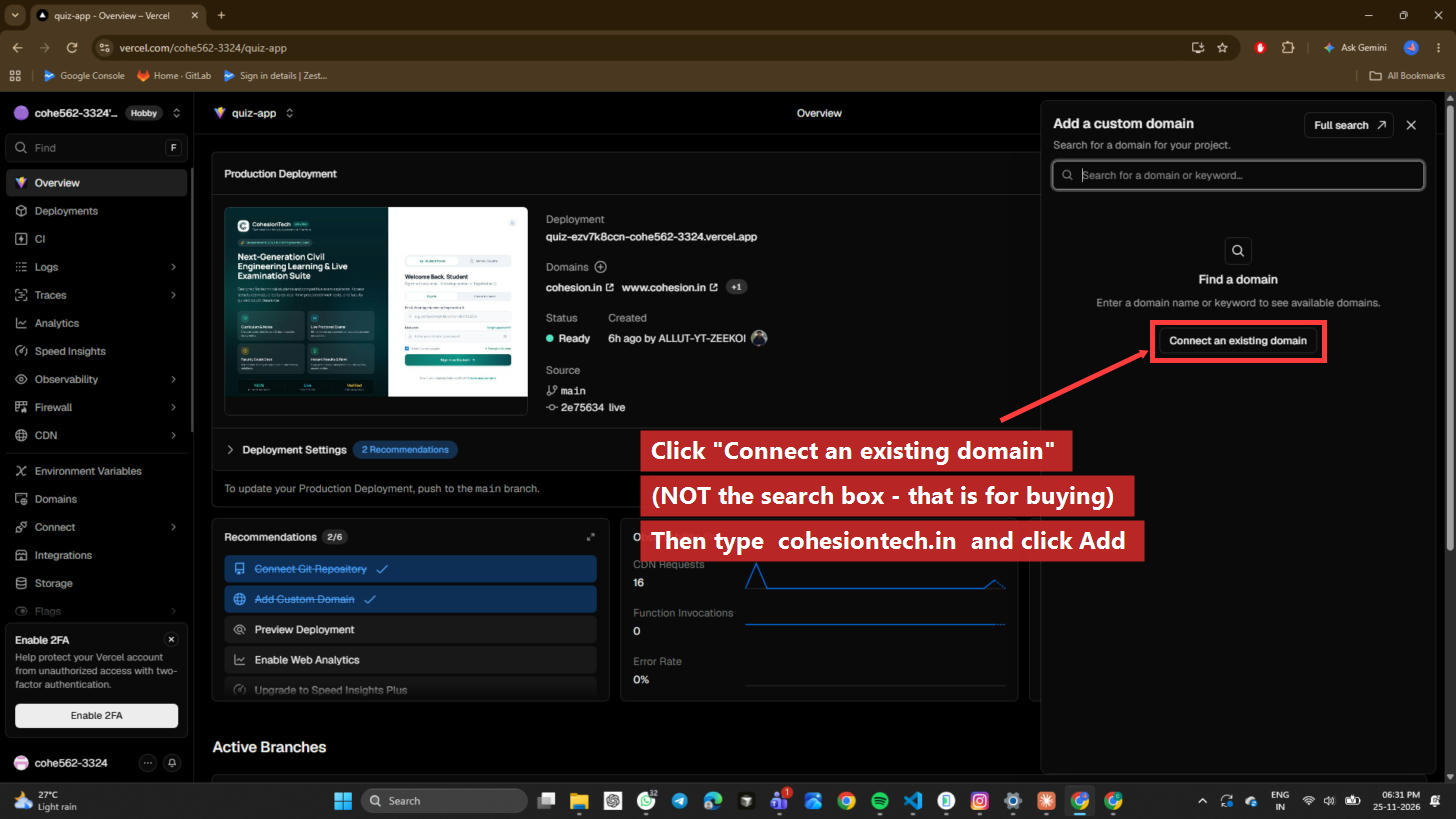 quiz-app - Overview – Vercel
vercel.com/cohe562-3324/quiz-app
Ask Gemini
Google Console
Home · GitLab
Sign in details | Zest...
All Bookmarks
cohe562-3324'... Hobby
quiz-app
Overview
Find F
Overview
Deployments
CI
Logs
Traces
Analytics
Speed Insights
Observability
Firewall
CDN
Environment Variables
Domains
Connect
Integrations
Storage
Flags
Enable 2FA
Help protect your Vercel account
from unauthorized access with two-
factor authentication.
Enable 2FA
cohe562-3324
Production Deployment
CohesionTech
Next-Generation Civil
Engineering Learning & Live
Examination Suite
Welcome Back, Student
Deployment
quiz-ezv7k8ccn-cohe562-3324.vercel.app
Domains
cohesion.in www.cohesion.in +1
Status Created
Ready 6h ago by ALLUT-YT-ZEEKOI
Source
main
2e75634 live
Deployment Settings 2 Recommendations
To update your Production Deployment, push to the main branch.
Recommendations 2/6
Connect Git Repository
Add Custom Domain
Preview Deployment
Enable Web Analytics
Upgrade to Speed Insights Plus
CDN Requests
16
Function Invocations
0
Error Rate
0%
Active Branches
Add a custom domain
Full search
Search for a domain for your project.
Search for a domain or keyword...
Find a domain
Enter a domain name or keyword to see available domains.
Connect an existing domain
Click "Connect an existing domain"
(NOT the search box - that is for buying)
Then type cohesiontech.in and click Add
27°C
Light rain
Search
32
1
ENG
IN
06:31 PM
25-11-2026